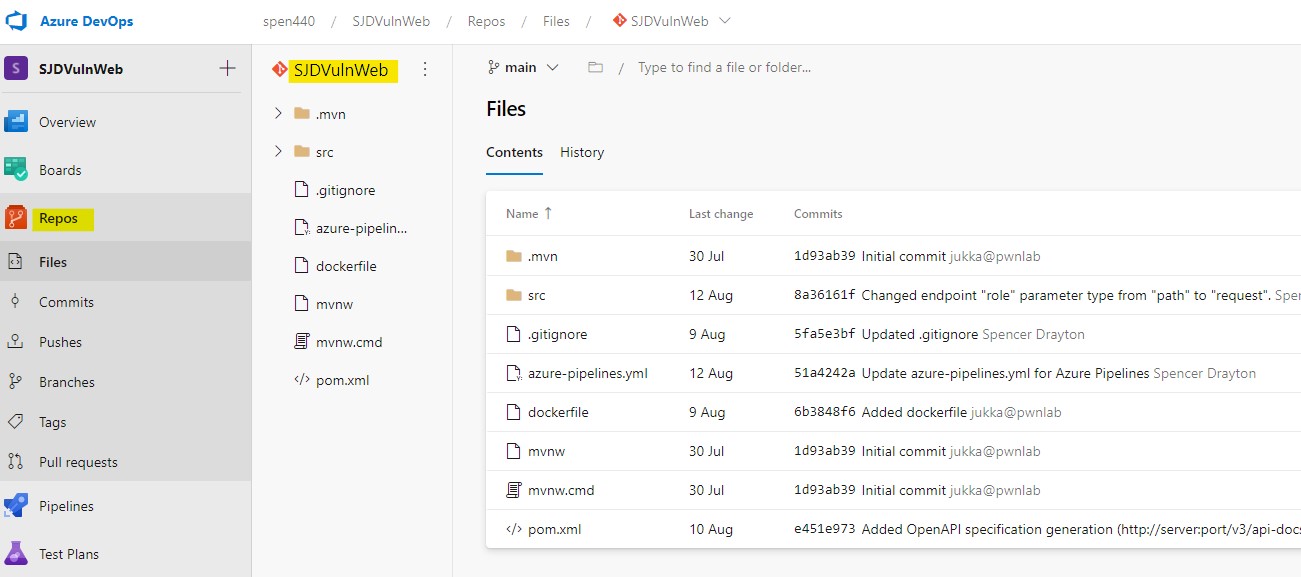 Azure DevOps
spen440 / SJDVulnWeb / Repos / Files / SJDVulnWeb
S SJDVulnWeb
Overview
Boards
Repos
Files
Commits
Pushes
Branches
Tags
Pull requests
Pipelines
Test Plans
SJDVulnWeb
.mvn
src
.gitignore
azure-pipelin...
dockerfile
mvnw
mvnw.cmd
pom.xml
main / Type to find a file or folder...
Files
Contents History
Name Last change Commits
.mvn 30 Jul 1d93ab39 Initial commit jukka@pwnlab
src 12 Aug 8a36161f Changed endpoint "role" parameter type from "path" to "request". Spe
.gitignore 9 Aug 5fa5e3bf Updated .gitignore Spencer Drayton
azure-pipelines.yml 12 Aug 51a4242a Update azure-pipelines.yml for Azure Pipelines Spencer Drayton
dockerfile 9 Aug 6b3848f6 Added dockerfile jukka@pwnlab
mvnw 30 Jul 1d93ab39 Initial commit jukka@pwnlab
mvnw.cmd 30 Jul 1d93ab39 Initial commit jukka@pwnlab
pom.xml 10 Aug e451e973 Added OpenAPI specification generation (http://server:port/v3/api-docs